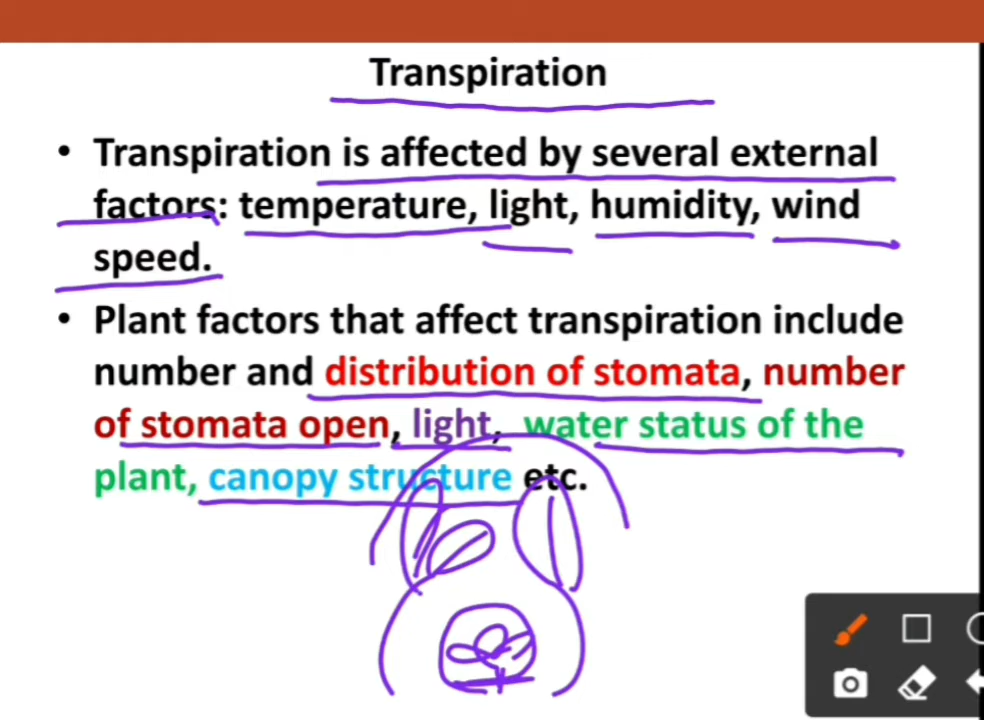 Transpiration
• Transpiration is affected by several external
factors: temperature, light, humidity, wind
speed.
• Plant factors that affect transpiration include
number and distribution of stomata, number
of stomata open, light, water status of the
plant, canopy structure etc.